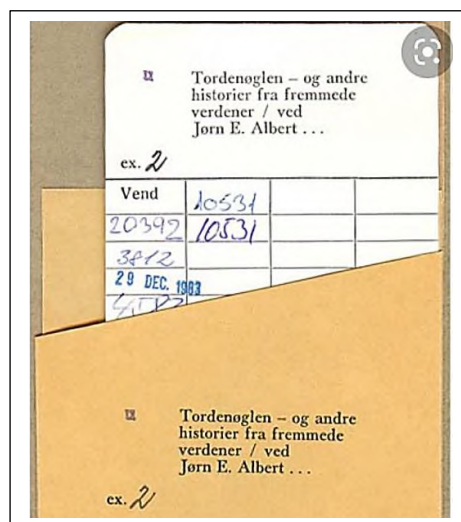 Tordenøglen – og andre
historier fra fremmede
verdener / ved
Jørn E. Albert . . .
ex. 2
Vend 10531
20392 10531
3812
29 DEC. 1983
Tordenøglen – og andre
historier fra fremmede
verdener / ved
Jørn E. Albert . . .
ex. 2